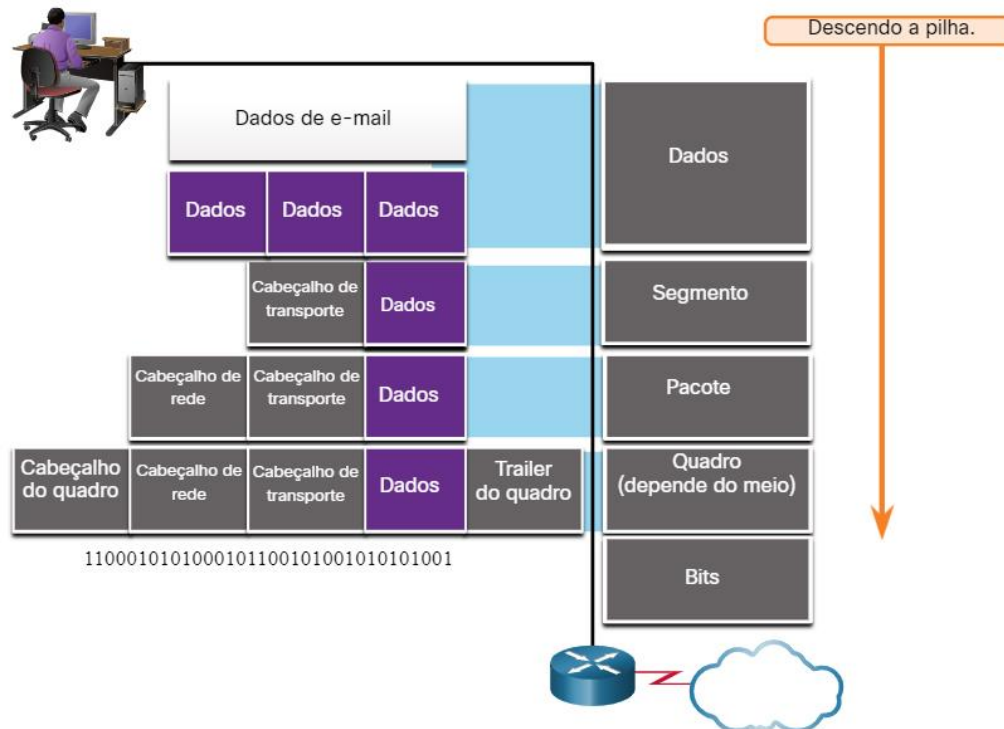 Descendo a pilha.
Dados de e-mail
Dados
Dados
Dados
Dados
Cabeçalho de
transporte
Dados
Segmento
Cabeçalho de
rede
Cabeçalho de
transporte
Dados
Pacote
Cabeçalho
do quadro
Cabeçalho de
rede
Cabeçalho de
transporte
Dados
Trailer
do quadro
Quadro
(depende do meio)
1100010101000101100101001010101001
Bits